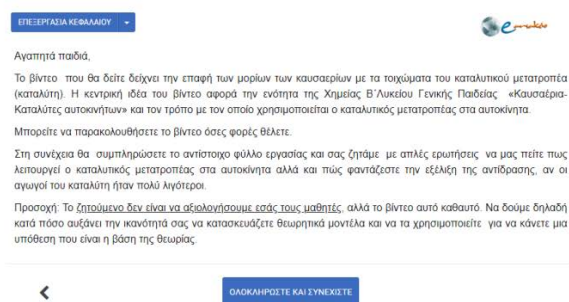 ΕΠΕΞΕΡΓΑΣΙΑ ΚΕΦΑΛΑΙΟΥ
Αγαπητά παιδιά,
Το βίντεο που θα δείτε δείχνει την επαφή των μορίων των καυσαερίων με τα τοιχώματα του καταλυτικού μετατροπέα
(καταλύτη). Η κεντρική ιδέα του βίντεο αφορά την ενότητα της Χημείας Β΄Λυκείου Γενικής Παιδείας «Καυσαέρια-
Καταλύτες αυτοκινήτων» και τον τρόπο με τον οποίο χρησιμοποιείται ο καταλυτικός μετατροπέας στα αυτοκίνητα.
Μπορείτε να παρακολουθήσετε το βίντεο όσες φορές θέλετε.
Στη συνέχεια θα συμπληρώσετε το αντίστοιχο φύλλο εργασίας και σας ζητάμε με απλές ερωτήσεις να μας πείτε πως
λειτουργεί ο καταλυτικός μετατροπέας στα αυτοκίνητα αλλά και πώς φαντάζεστε την εξέλιξη της αντίδρασης, αν οι
αγωγοί του καταλύτη ήταν πολύ λιγότεροι.
Προσοχή: Το ζητούμενο δεν είναι να αξιολογήσουμε εσάς τους μαθητές, αλλά το βίντεο αυτό καθαυτό. Να δούμε δηλαδή
κατά πόσο αυξάνει την ικανότητά σας να κατασκευάζετε θεωρητικά μοντέλα και να τα χρησιμοποιείτε για να κάνετε μια
υπόθεση που είναι η βάση της θεωρίας.
ΟΛΟΚΛΗΡΩΣΤΕ ΚΑΙ ΣΥΝΕΧΙΣΤΕ